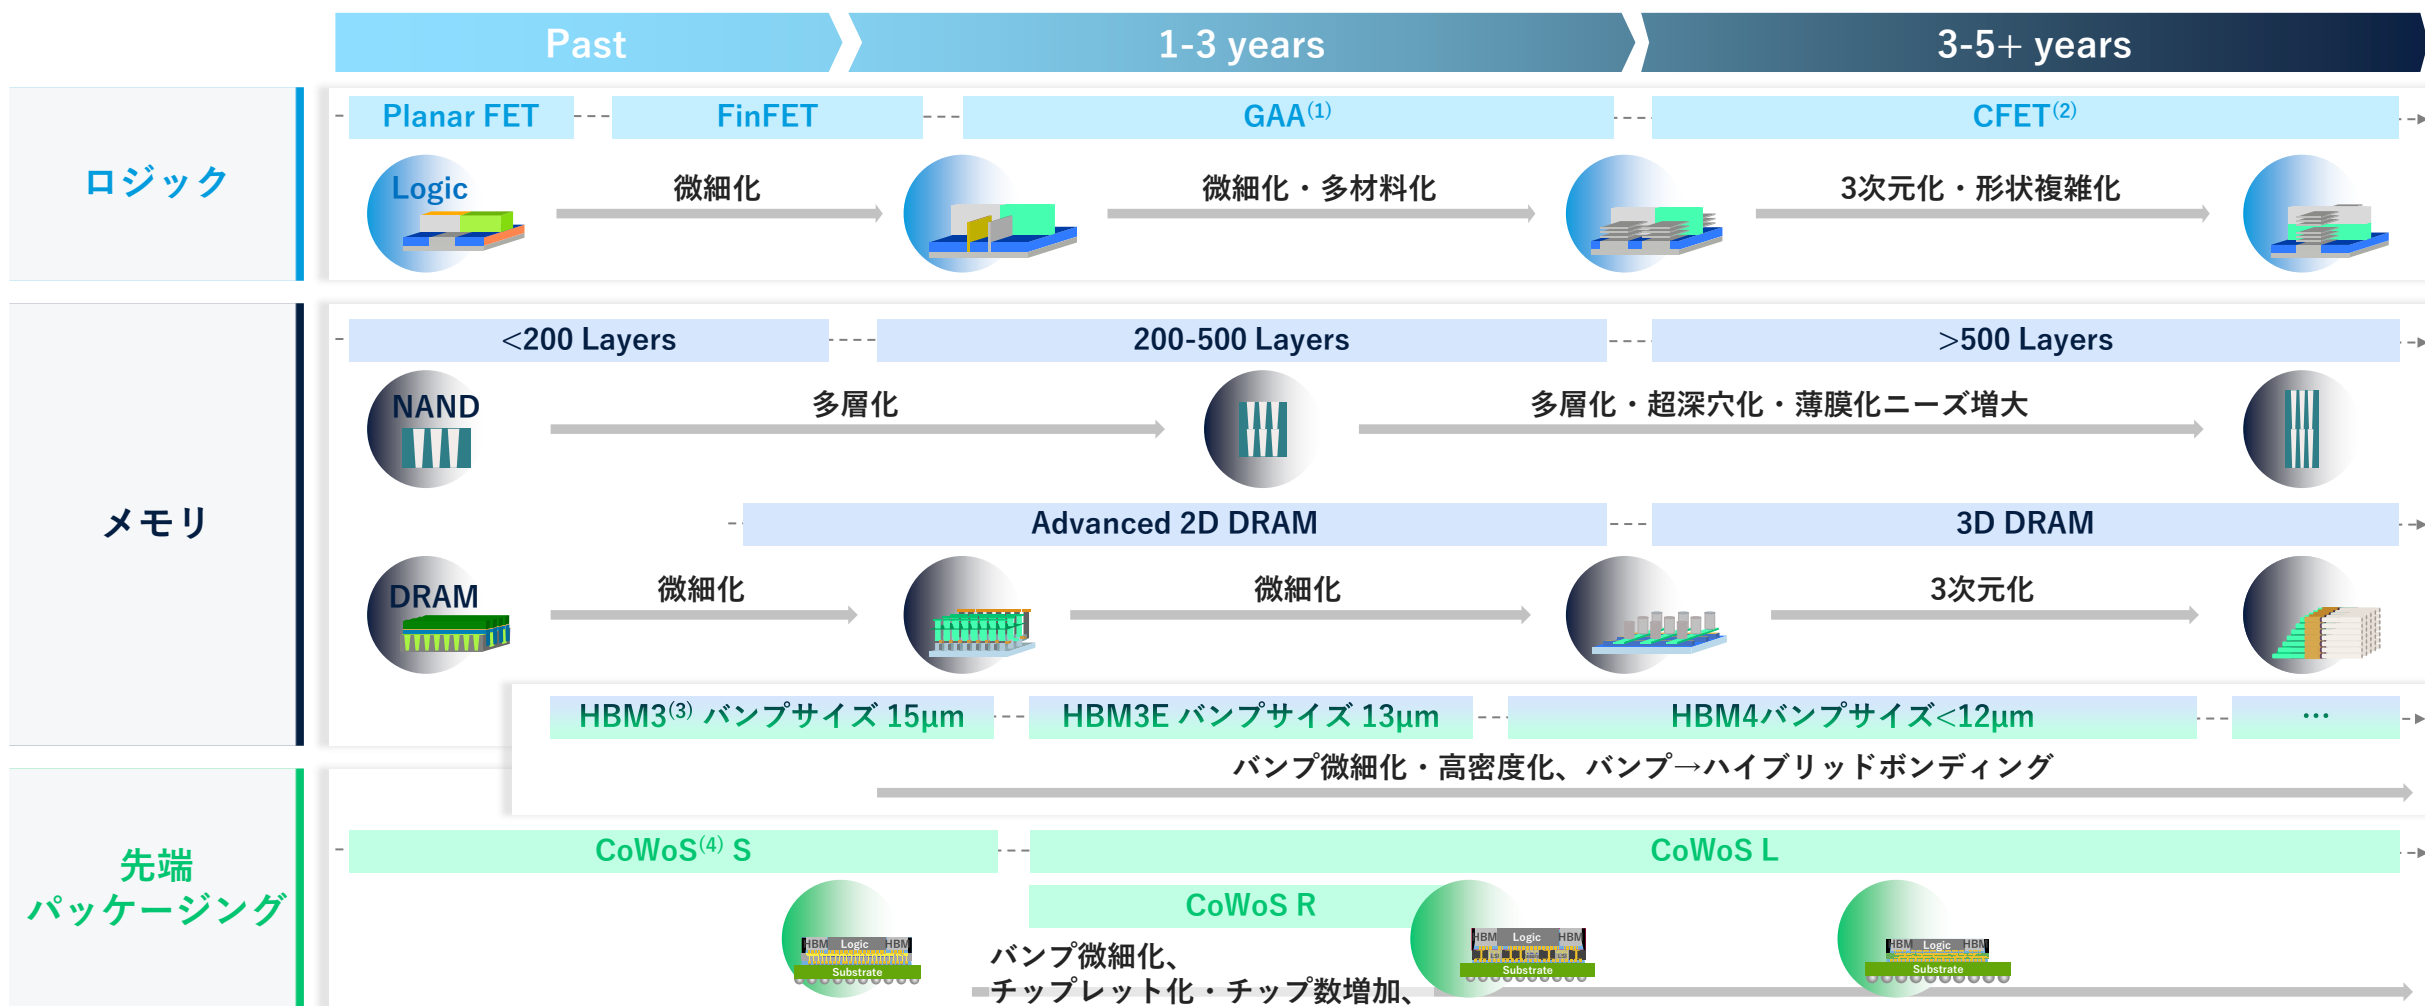 Past
1-3 years
3-5+ years
ロジック
Planar FET
FinFET
GAA(1)
CFET(2)
Logic
微細化
微細化・多材料化
3次元化・形状複雑化
メモリ
<200 Layers
200-500 Layers
>500 Layers
NAND
多層化
多層化・超深穴化・薄膜化ニーズ増大
Advanced 2D DRAM
3D DRAM
DRAM
微細化
微細化
3次元化
HBM3(3) バンプサイズ 15μm
HBM3E バンプサイズ 13μm
HBM4バンプサイズ<12μm
…
バンプ微細化・高密度化、バンプ→ハイブリッドボンディング
先端
パッケージング
CoWoS(4) S
CoWoS L
CoWoS R
HBM Logic HBM
Substrate
HBM Logic HBM
Substrate
HBM Logic HBM
Substrate
バンプ微細化、
チップレット化・チップ数増加、